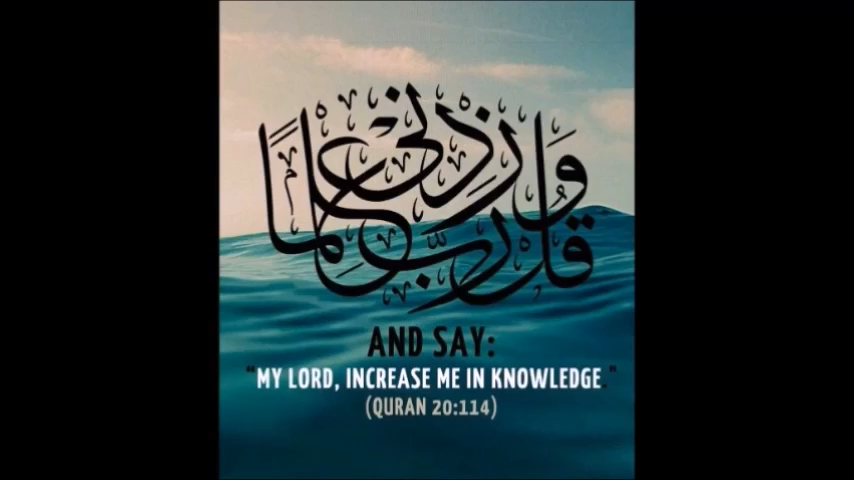 وَقُل رَّبِّ زِدْنِي عِلْمًا
AND SAY:
"MY LORD, INCREASE ME IN KNOWLEDGE."
(QURAN 20:114)